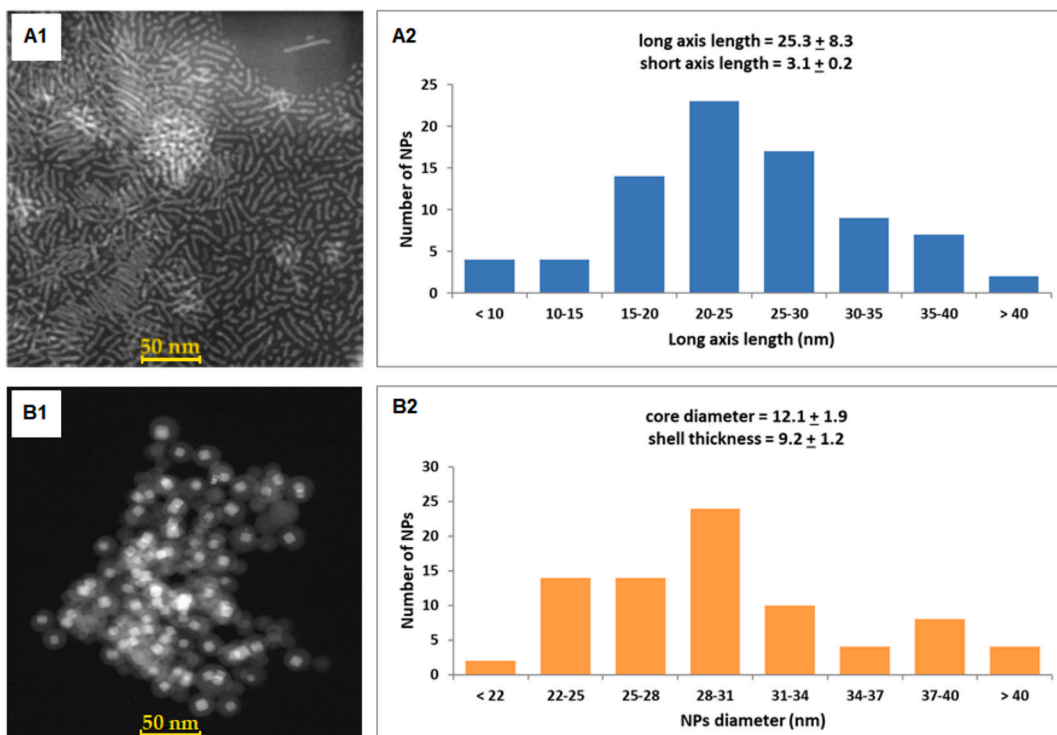 A1
50 nm
A2
long axis length = 25.3 ± 8.3
short axis length = 3.1 ± 0.2
Number of NPs
25
20
15
10
5
0
< 10 10-15 15-20 20-25 25-30 30-35 35-40 > 40
Long axis length (nm)
B1
50 nm
B2
core diameter = 12.1 ± 1.9
shell thickness = 9.2 ± 1.2
Number of NPs
30
25
20
15
10
5
0
< 22 22-25 25-28 28-31 31-34 34-37 37-40 > 40
NPs diameter (nm)